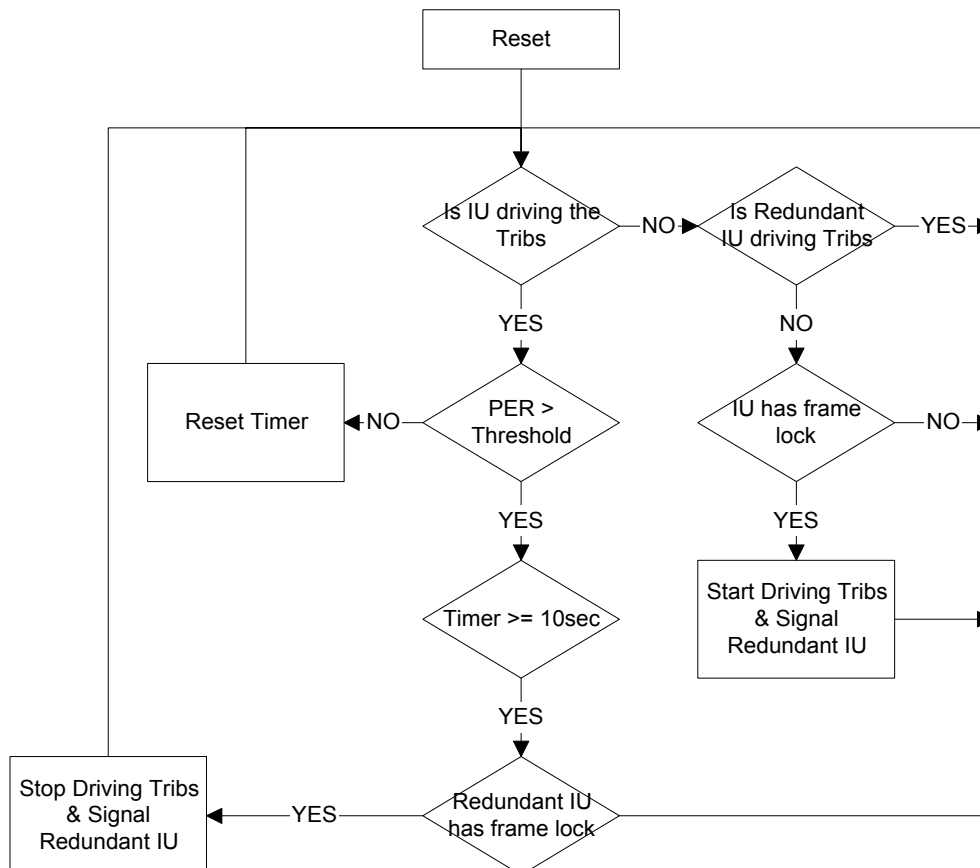 Reset
Is IU driving the
Tribs
NO
Is Redundant
IU driving Tribs
YES
YES
NO
Reset Timer
NO
PER >
Threshold
IU has frame
lock
NO
YES
YES
Timer >= 10sec
Start Driving Tribs
& Signal
Redundant IU
YES
Stop Driving Tribs
& Signal
Redundant IU
YES
Redundant IU
has frame lock